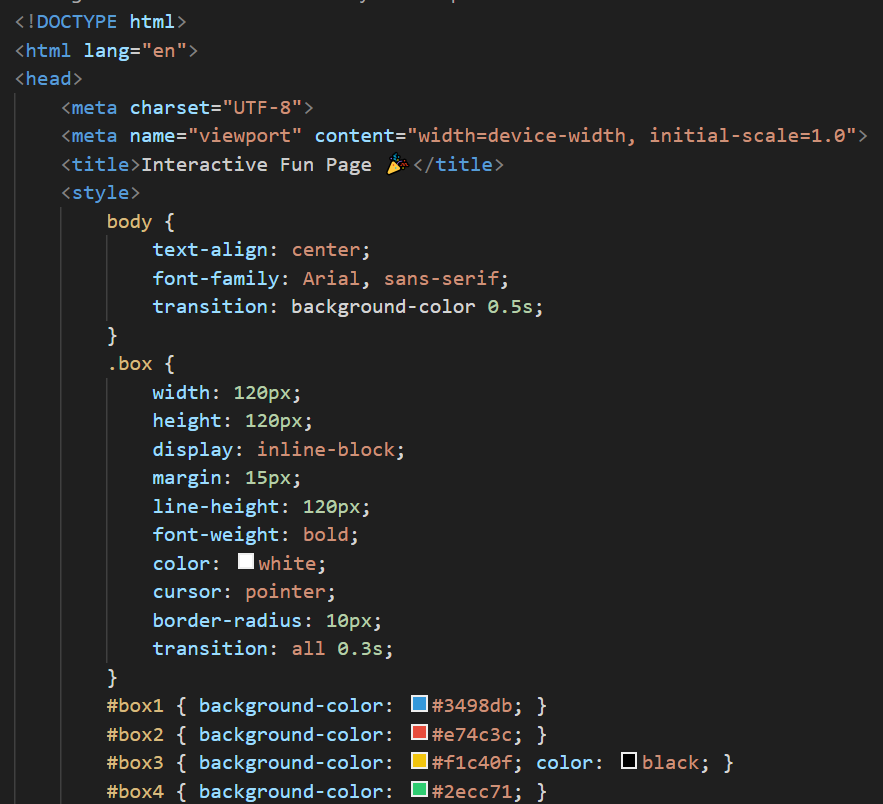 <!DOCTYPE html>
<html lang="en">
<head>
    <meta charset="UTF-8">
    <meta name="viewport" content="width=device-width, initial-scale=1.0">
    <title>Interactive Fun Page 🎉</title>
    <style>
        body {
            text-align: center;
            font-family: Arial, sans-serif;
            transition: background-color 0.5s;
        }
        .box {
            width: 120px;
            height: 120px;
            display: inline-block;
            margin: 15px;
            line-height: 120px;
            font-weight: bold;
            color: white;
            cursor: pointer;
            border-radius: 10px;
            transition: all 0.3s;
        }
        #box1 { background-color: #3498db; }
        #box2 { background-color: #e74c3c; }
        #box3 { background-color: #f1c40f; color: black; }
        #box4 { background-color: #2ecc71; }